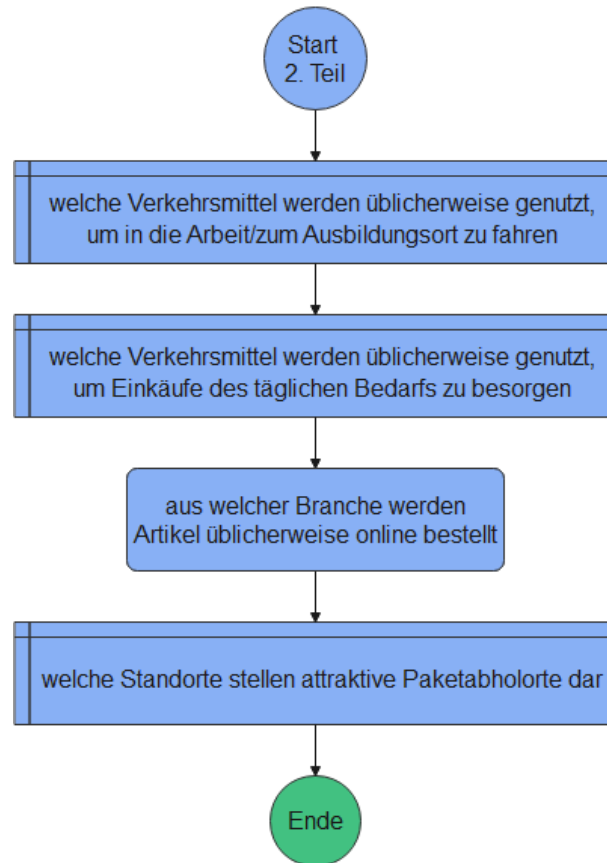 Start
2. Teil
welche Verkehrsmittel werden üblicherweise genutzt,
um in die Arbeit/zum Ausbildungsort zu fahren
welche Verkehrsmittel werden üblicherweise genutzt,
um Einkäufe des täglichen Bedarfs zu besorgen
aus welcher Branche werden
Artikel üblicherweise online bestellt
welche Standorte stellen attraktive Paketabholorte dar
Ende